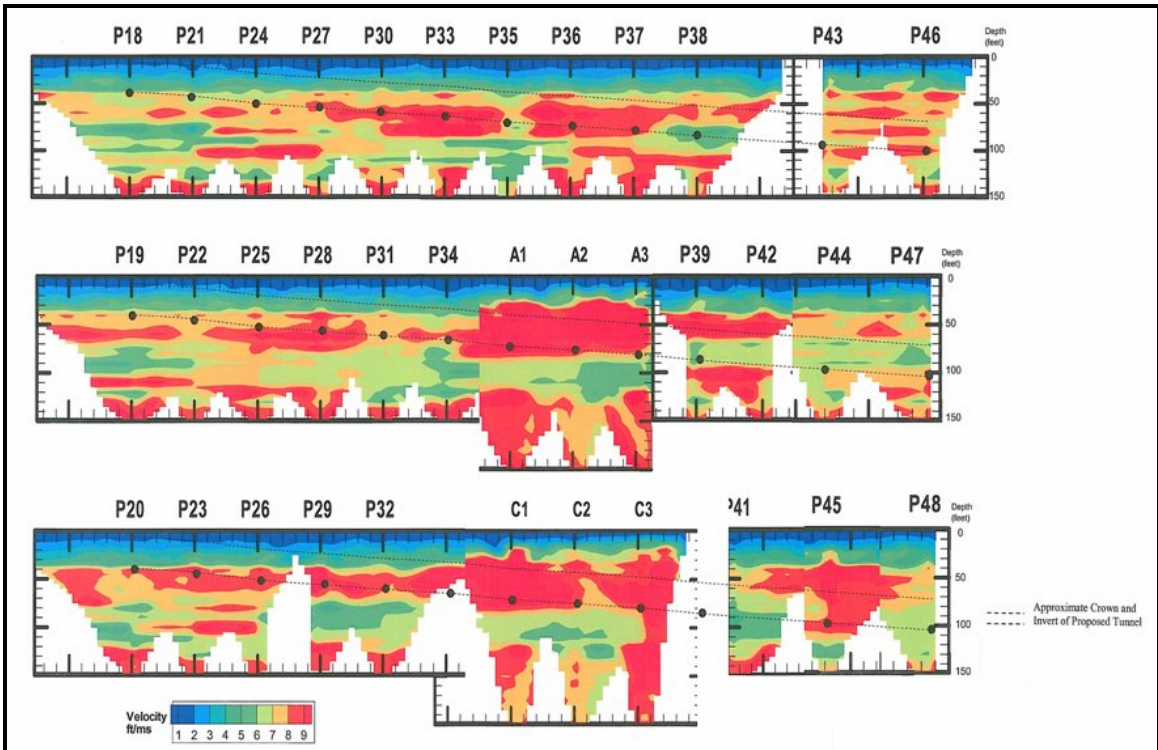 P18 P21 P24 P27 P30 P33 P35 P36 P37 P38 P43 P46
Depth
(feet)
0
50
100
150
P19 P22 P25 P28 P31 P34 A1 A2 A3 P39 P42 P44 P47
Depth
(feet)
0
50
100
150
P20 P23 P26 P29 P32 C1 C2 C3 P41 P45 P48
Depth
(feet)
0
50
100
150
Approximate Crown and
Invert of Proposed Tunnel
Velocity
ft/ms
1 2 3 4 5 6 7 8 9